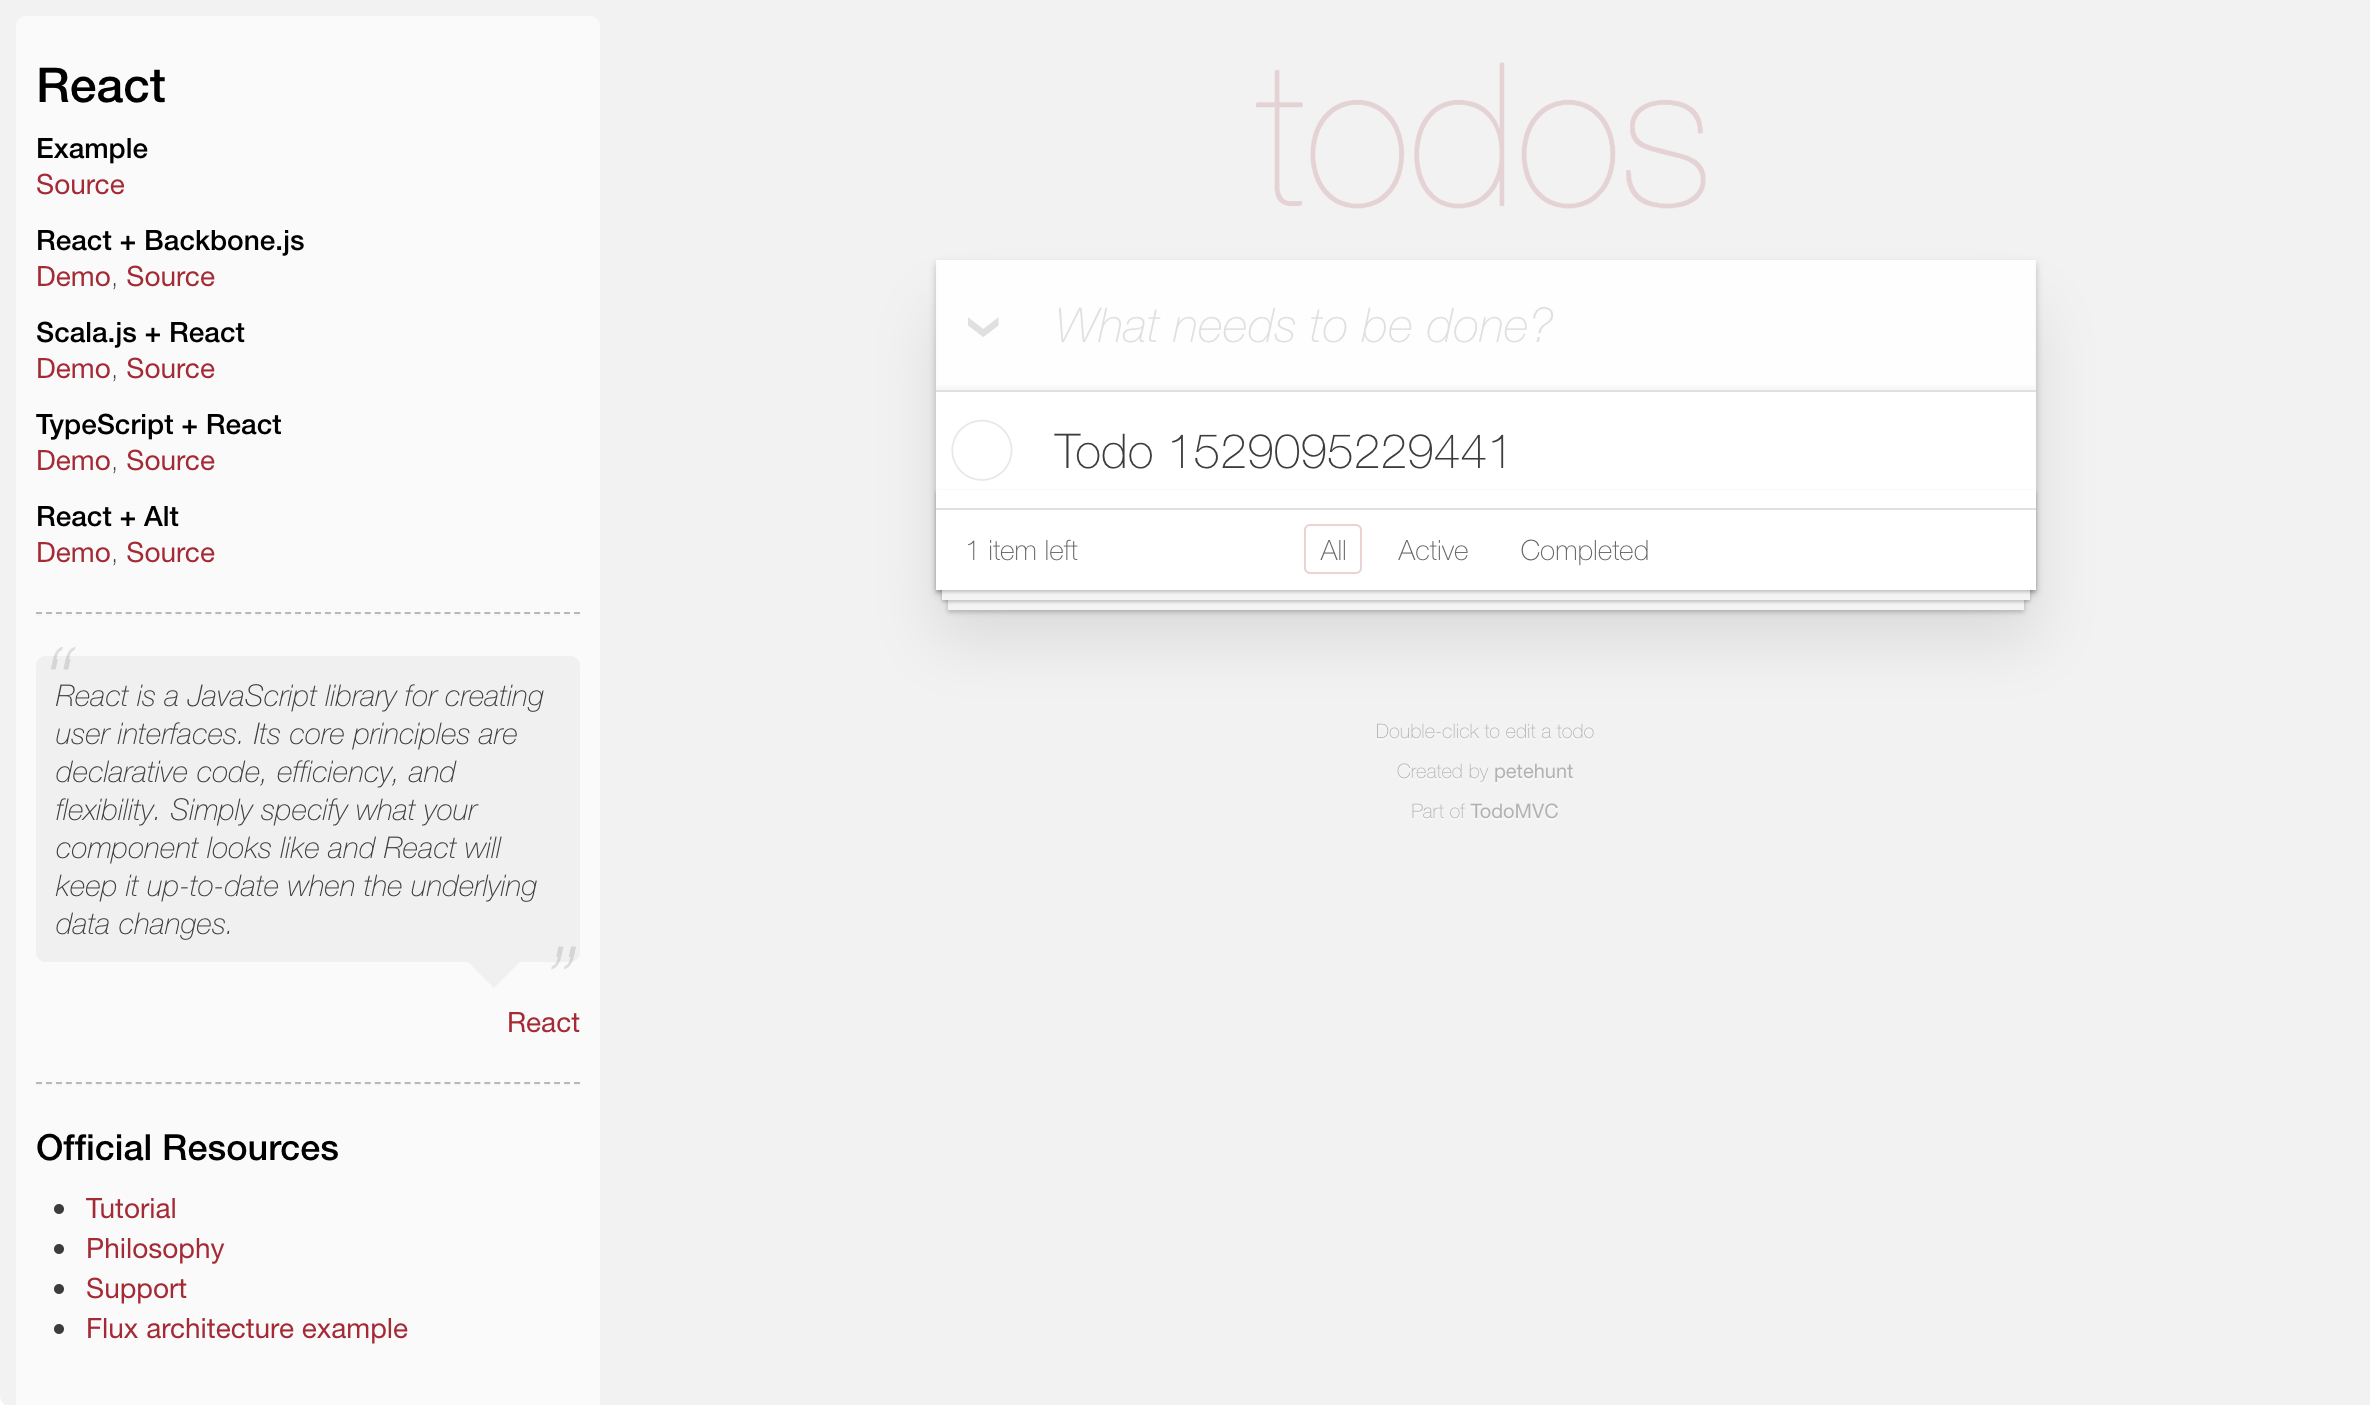 React
Example
Source
React + Backbone.js
Demo, Source
Scala.js + React
Demo, Source
TypeScript + React
Demo, Source
React + Alt
Demo, Source
“
React is a JavaScript library for creating
user interfaces. Its core principles are
declarative code, efficiency, and
flexibility. Simply specify what your
component looks like and React will
keep it up-to-date when the underlying
data changes.
”
React
Official Resources
• Tutorial
• Philosophy
• Support
• Flux architecture example
todos
What needs to be done?
Todo 1529095229441
1 item left All Active Completed
Double-click to edit a todo
Created by petehunt
Part of TodoMVC